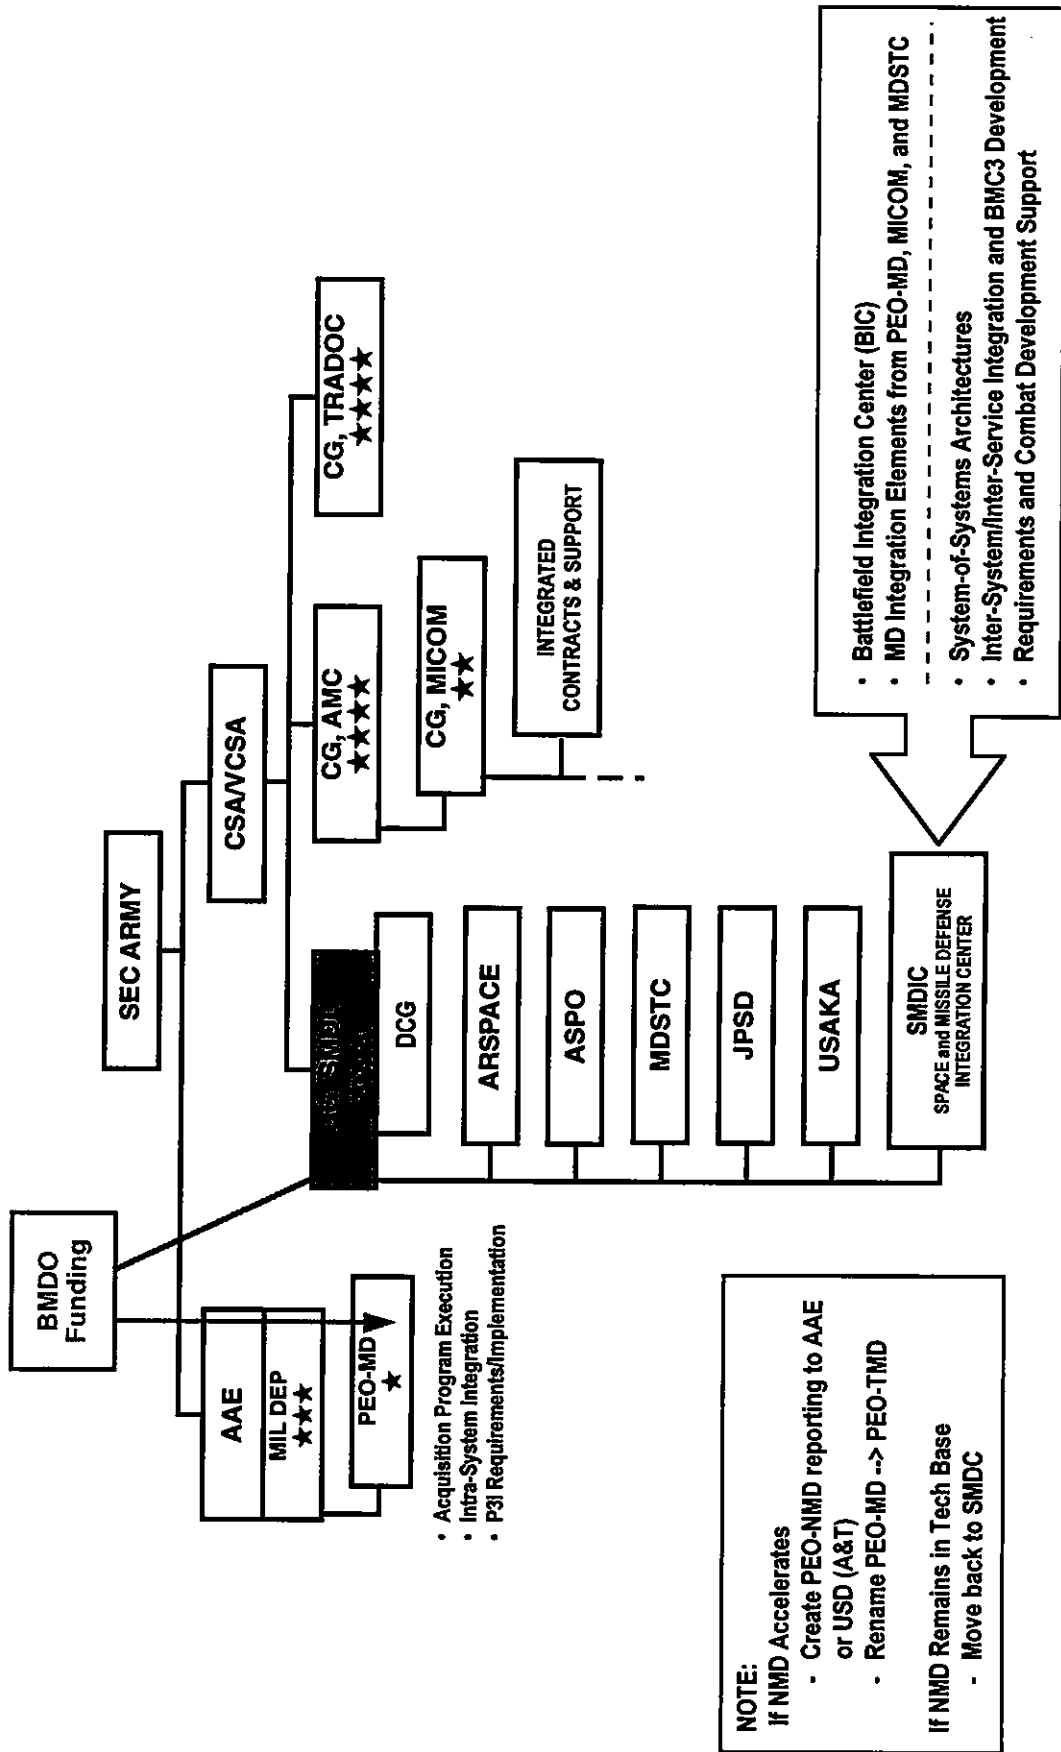 BMDO
Funding
SEC ARMY
AAE
MIL DEP
★★★
PEO-MD
★
• Acquisition Program Execution
• Intra-System Integration
• P3I Requirements/Implementation
CSA/VCSA
DCG
CG, AMC
★★★★
CG, TRADOC
★★★★
CG, MICOM
★★
INTEGRATED
CONTRACTS & SUPPORT
ARSPACE
ASPO
MDSTC
JPSD
USAKA
SMDIC
SPACE and MISSILE DEFENSE
INTEGRATION CENTER
• Battlefield Integration Center (BIC)
• MD Integration Elements from PEO-MD, MICOM, and MDSTC
• System-of-Systems Architectures
• Inter-System/Inter-Service Integration and BMC3 Development
• Requirements and Combat Development Support
NOTE:
If NMD Accelerates
- Create PEO-NMD reporting to AAE
or USD (A&T)
- Rename PEO-MD --> PEO-TMD
If NMD Remains in Tech Base
- Move back to SMDC